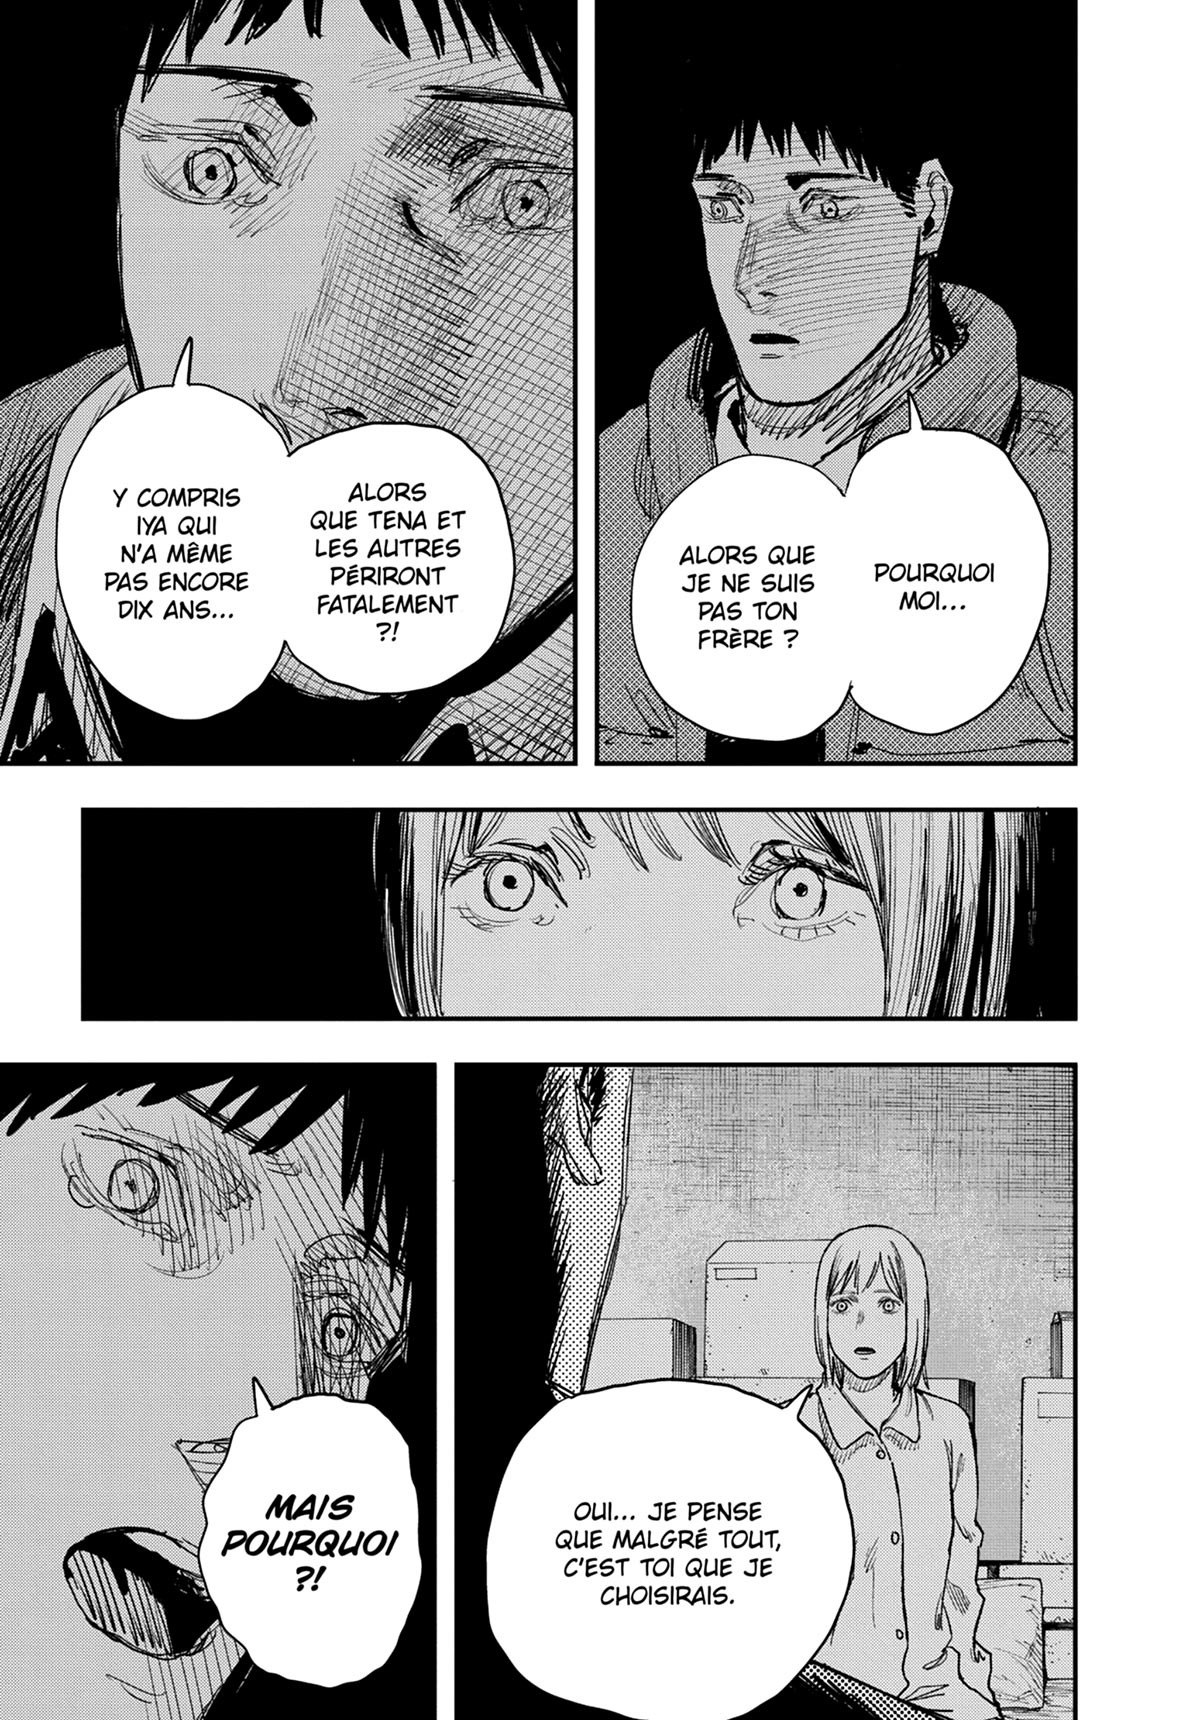 POURQUOI
MOI...
ALORS QUE
JE NE SUIS
PAS TON
FRÈRE ?
ALORS
QUE TENA ET
LES AUTRES
PÉRIRONT
FATALEMENT
?!
Y COMPRIS
IYA QUI
N'A MÊME
PAS ENCORE
DIX ANS...
OUI... JE PENSE
QUE MALGRÉ TOUT,
C'EST TOI QUE JE
CHOISIRAIS.
MAIS
POURQUOI
?!